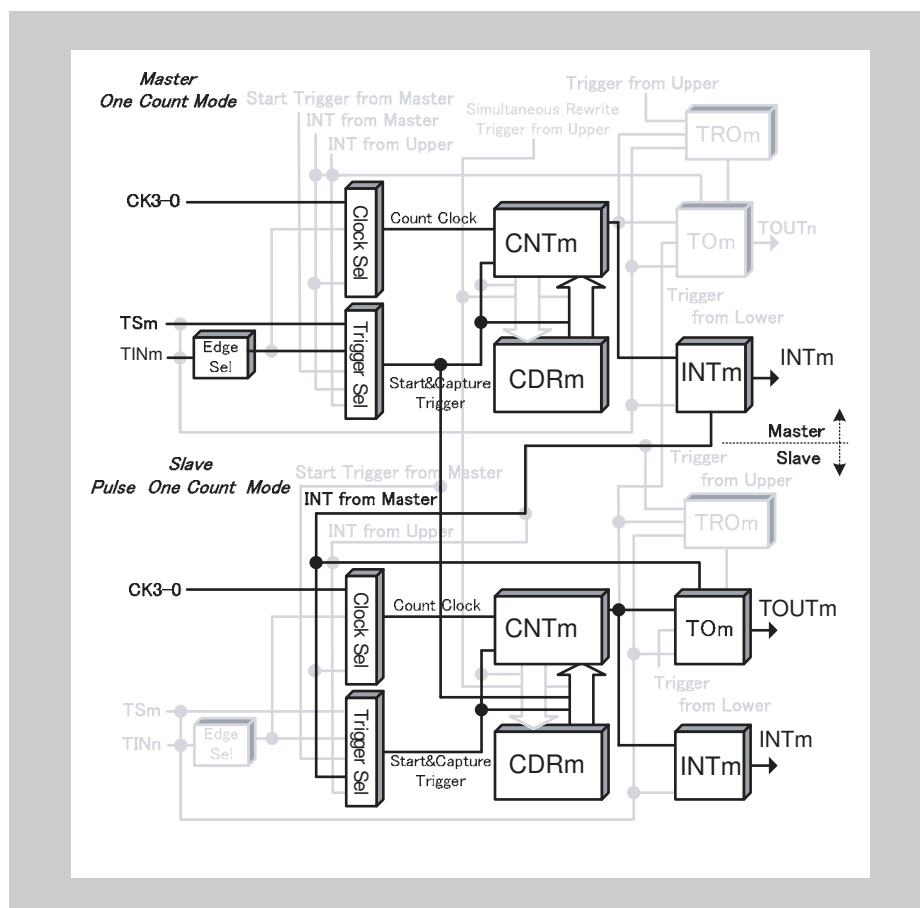 Master
One Count Mode
Start Trigger from Master
INT from Master
INT from Upper
Simultaneous Rewrite
Trigger from Upper
Trigger from Upper
TROm
CK3-0
Clock Sel
Count Clock
CNTm
TOm
TOUTn
Trigger
from Lower
TSm
TINm
Edge
Sel
Trigger Sel
Start&Capture
Trigger
CDRm
INTm
INTm
Master
Slave
Slave
Pulse One Count Mode
Start Trigger from Master
INT from Master
INT from Upper
Trigger
from Upper
TROm
CK3-0
Clock Sel
Count Clock
CNTm
TOm
TOUTm
Trigger
from Lower
TSm
TINn
Edge
Sel
Trigger Sel
Start&Capture
Trigger
CDRm
INTm
INTm